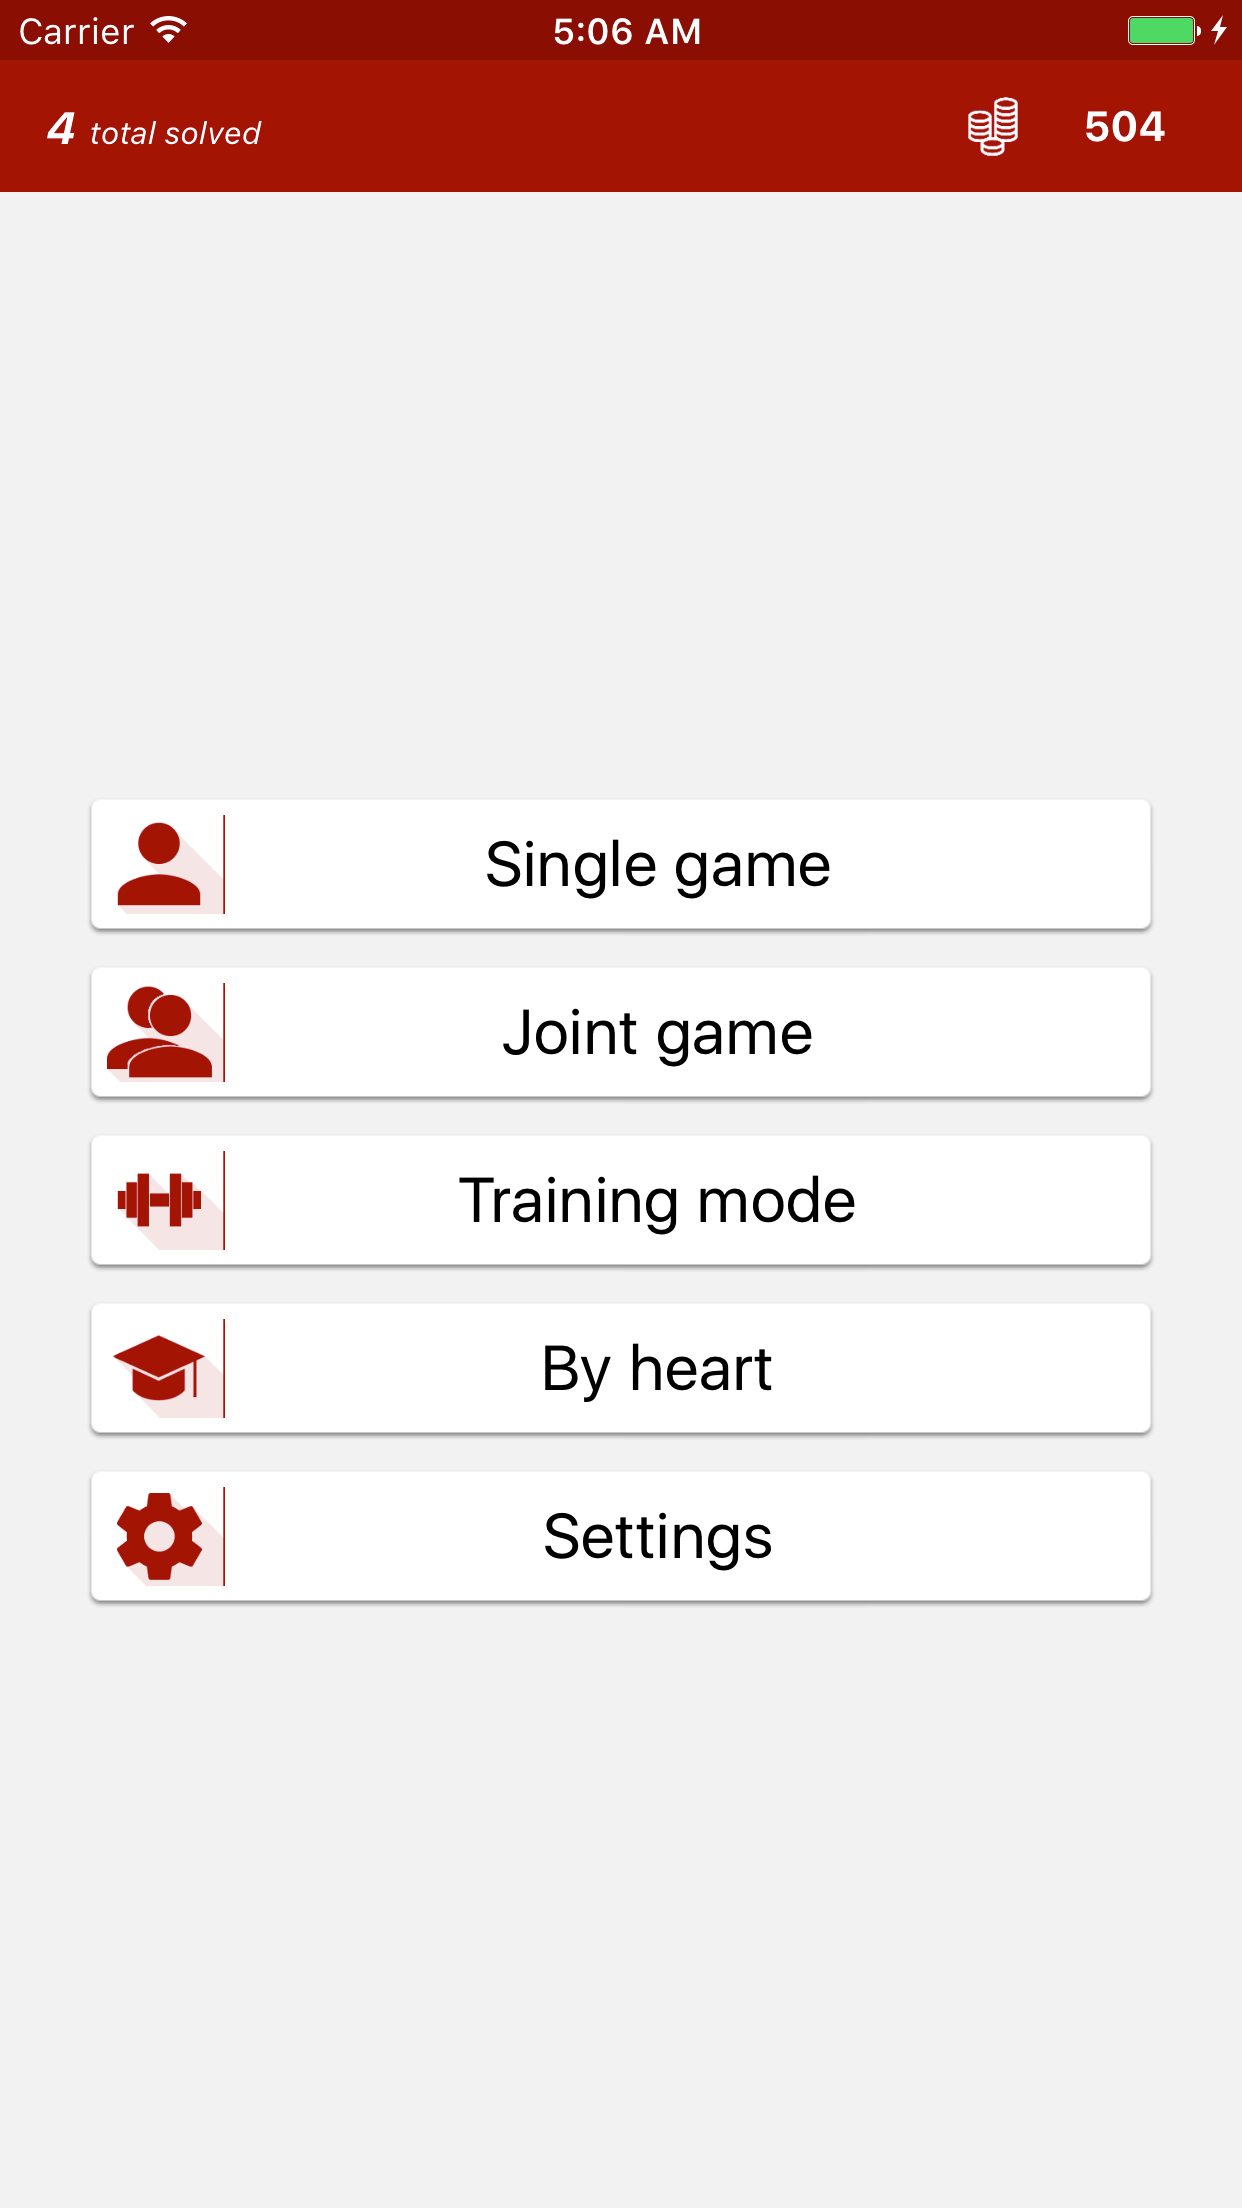 Carrier 5:06 AM
4 total solved 504
Single game
Joint game
Training mode
By heart
Settings